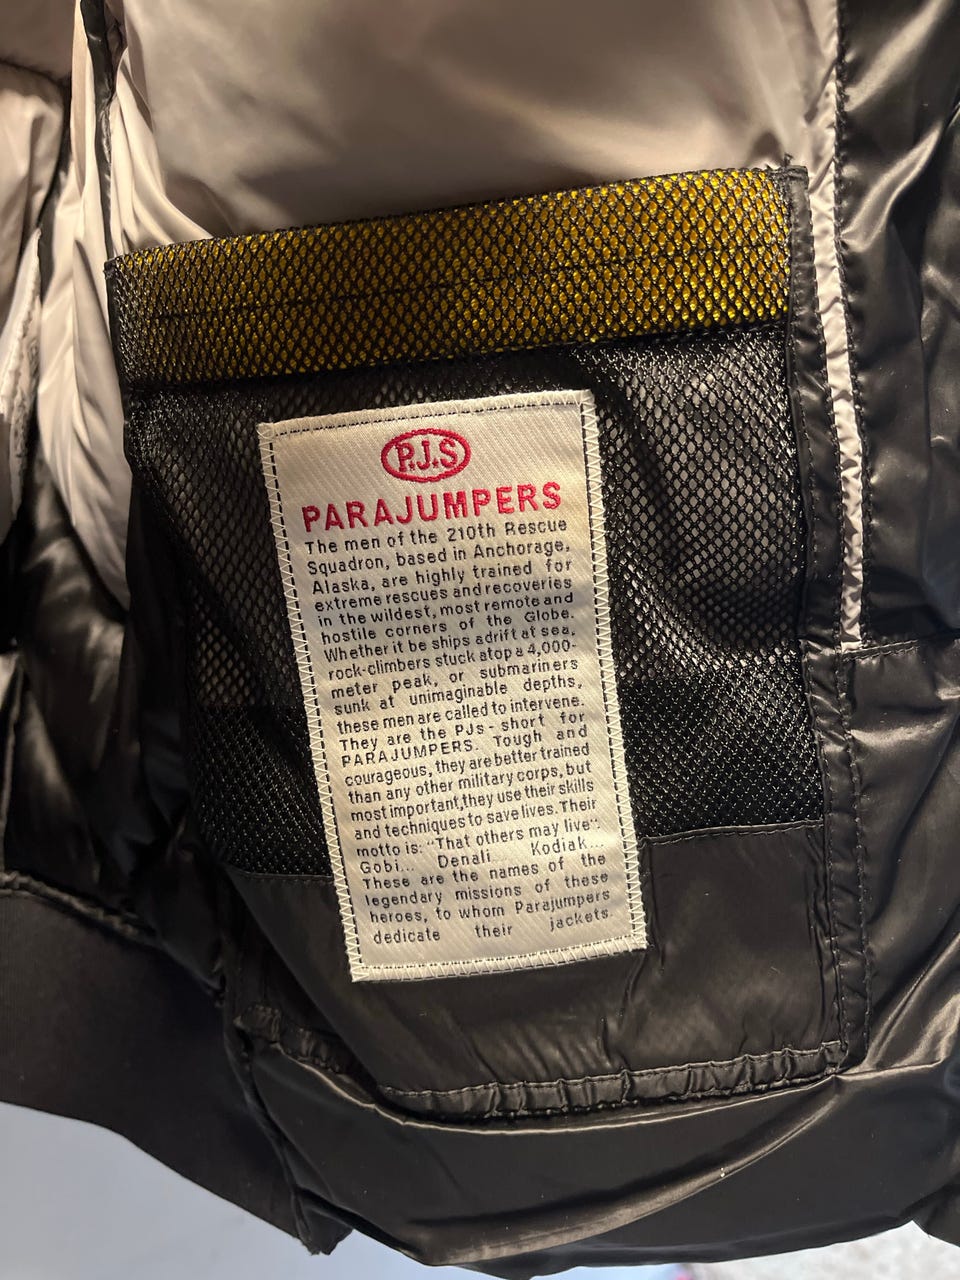 P.J.S
PARAJUMPERS
The men of the 210th Rescue
Squadron, based in Anchorage,
Alaska, are highly trained for
extreme rescues and recoveries
in the wildest, most remote and
hostile corners of the Globe.
Whether it be ships adrift at sea,
rock-climbers stuck atop a 4,000-
meter peak, or submariners
sunk at unimaginable depths,
these men are called to intervene.
They are the PJs - short for
PARAJUMPERS. Tough and
courageous, they are better trained
than any other military corps, but
most important,they use their skills
and techniques to save lives. Their
motto is: "That others may live".
Gobi... Denali... Kodiak...
These are the names of the
legendary missions of these
heroes, to whom Parajumpers
dedicate their jackets.